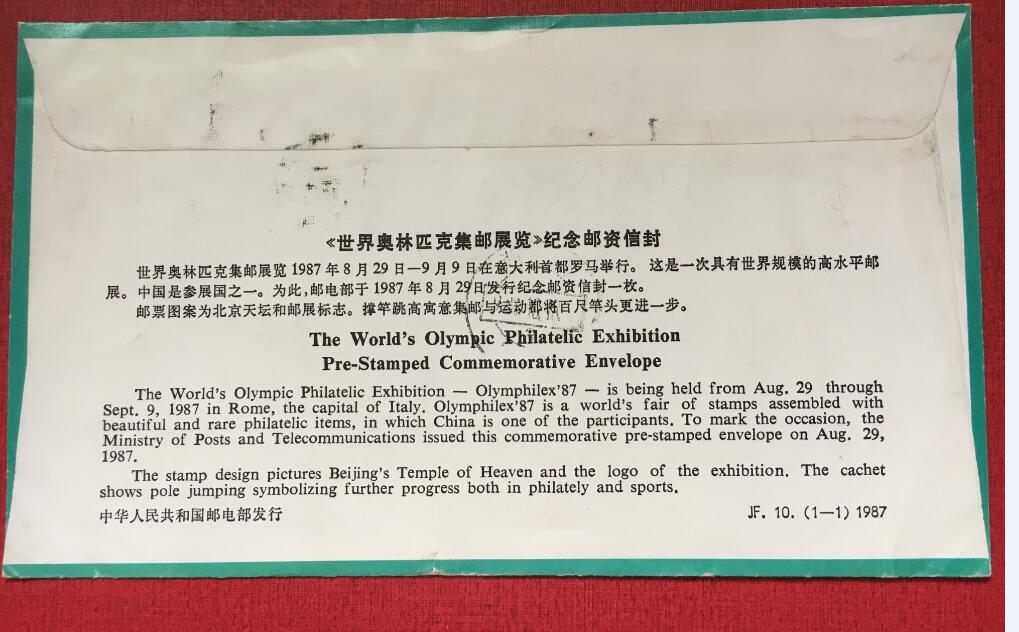 《世界奥林匹克集邮展览》纪念邮资信封
世界奥林匹克集邮展览 1987 年 8 月 29 日—9 月 9 日在意大利首都罗马举行。 这是一次具有世界规模的高水平邮
展。中国是参展国之一。为此,邮电部于 1987 年 8 月 29日发行纪念邮资信封一枚。
邮票图案为北京天坛和邮展标志。撑竿跳高寓意集邮与运动都将百尺竿头更进一步。
The World's Olympic Philatelic Exhibition
Pre-Stamped Commemorative Envelope
The World's Olympic Philatelic Exhibition — Olymphilex'87 — is being held from Aug. 29 through
Sept. 9, 1987 in Rome, the capital of Italy. Olymphilex'87 is a world's fair of stamps assembled with
beautiful and rare philatelic items, in which China is one of the participants. To mark the occasion, the
Ministry of Posts and Telecommunications issued this commemorative pre-stamped envelope on Aug. 29,
1987.
The stamp design pictures Beijing's Temple of Heaven and the logo of the exhibition. The cachet
shows pole jumping symbolizing further progress both in philately and sports.
中华人民共和国邮电部发行
JF. 10. (1—1) 1987